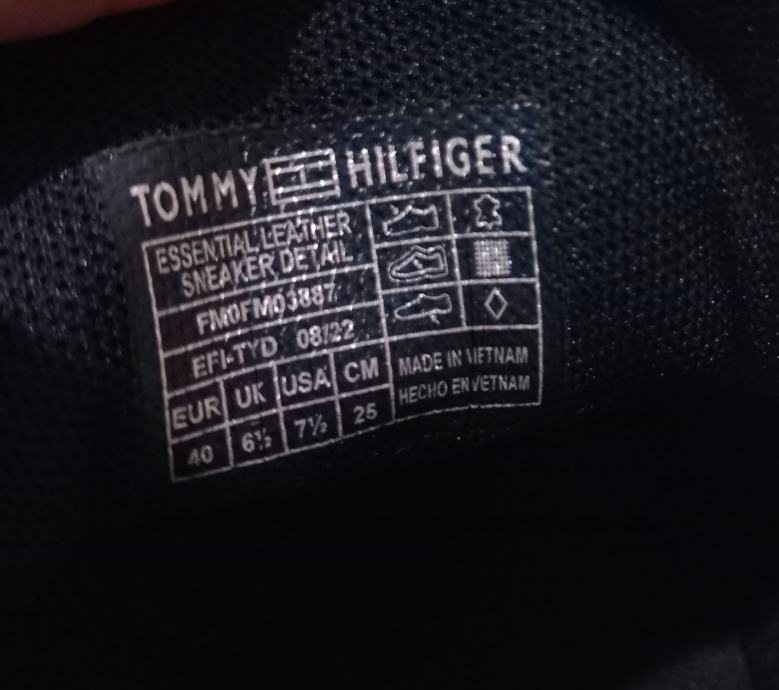 TOMMY HILFIGER
ESSENTIAL LEATHER
SNEAKER DETAIL
FM0FM03887
EFI-TYD 08/22
EUR UK USA CM
40 6½ 7½ 25
MADE IN VIETNAM
HECHO EN VIETNAM